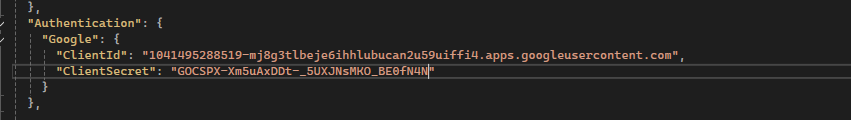 },
"Authentication": {
"Google": {
"ClientId": "1041495288519-mj8g3tlbeje6ihhlubucan2u59uiffi4.apps.googleusercontent.com",
"ClientSecret": "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"
}
},